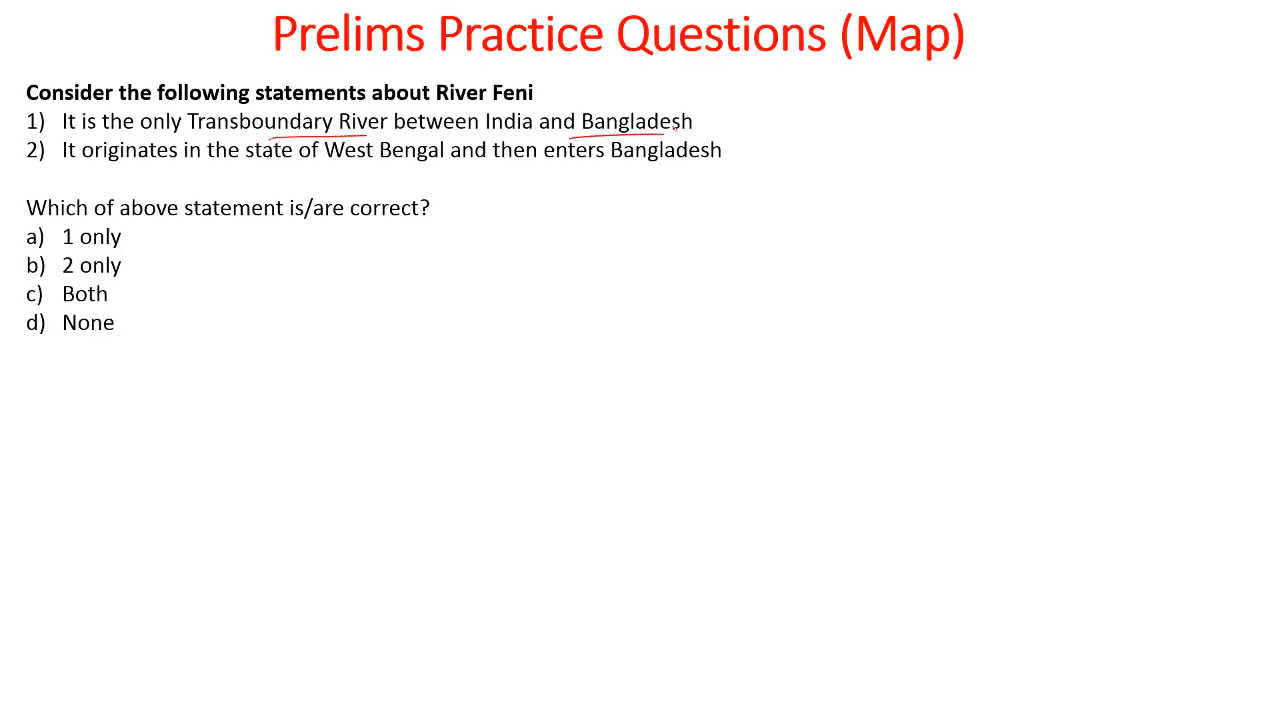 Prelims Practice Questions (Map)
Consider the following statements about River Feni
1) It is the only Transboundary River between India and Bangladesh
2) It originates in the state of West Bengal and then enters Bangladesh
Which of above statement is/are correct?
a) 1 only
b) 2 only
c) Both
d) None